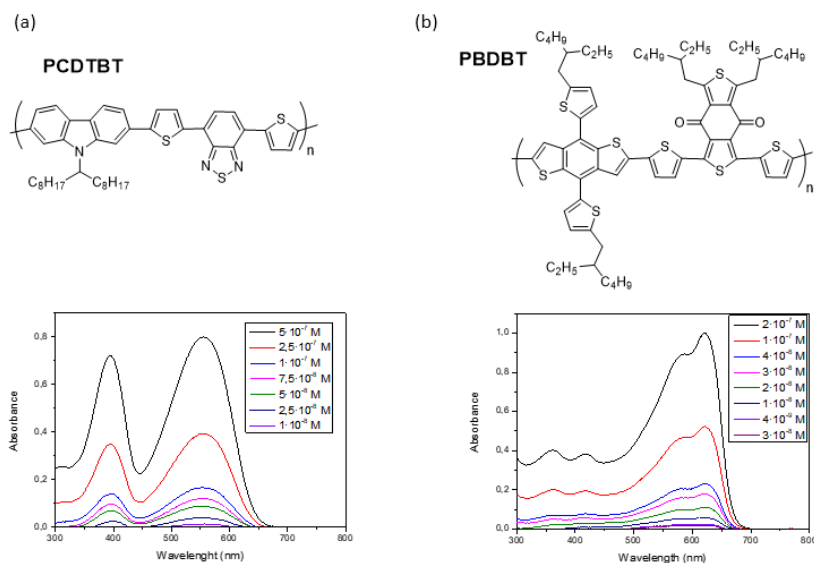 (a)
(b)
PCDTBT
PBDBT
N
C8H17
C8H17
S
N
S
N
S
n
C4H9
C2H5
S
C4H9
C2H5
C2H5
C4H9
S
O
O
S
S
S
S
S
n
S
C2H5
C4H9
0,8
0,6
0,4
0,2
0,0
Absorbance
5·10⁻⁷ M
2,5·10⁻⁷ M
1·10⁻⁷ M
7,5·10⁻⁸ M
5·10⁻⁸ M
2,5·10⁻⁸ M
1·10⁻⁸ M
300
400
500
600
700
800
Wavelenght (nm)
1,0
0,8
0,6
0,4
0,2
0,0
Absorbance
2·10⁻⁷ M
1·10⁻⁷ M
4·10⁻⁸ M
3·10⁻⁸ M
2·10⁻⁸ M
1·10⁻⁸ M
4·10⁻⁹ M
3·10⁻⁸ M
300
400
500
600
700
800
Wavelength (nm)